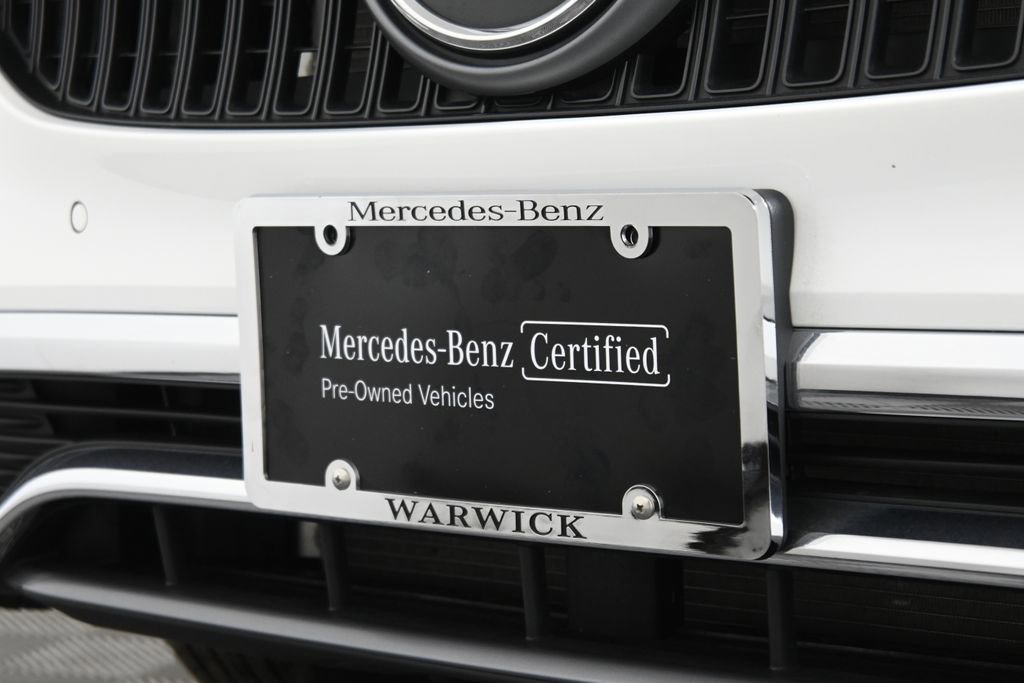 Mercedes-Benz
Mercedes-Benz Certified
Pre-Owned Vehicles
WARWICK